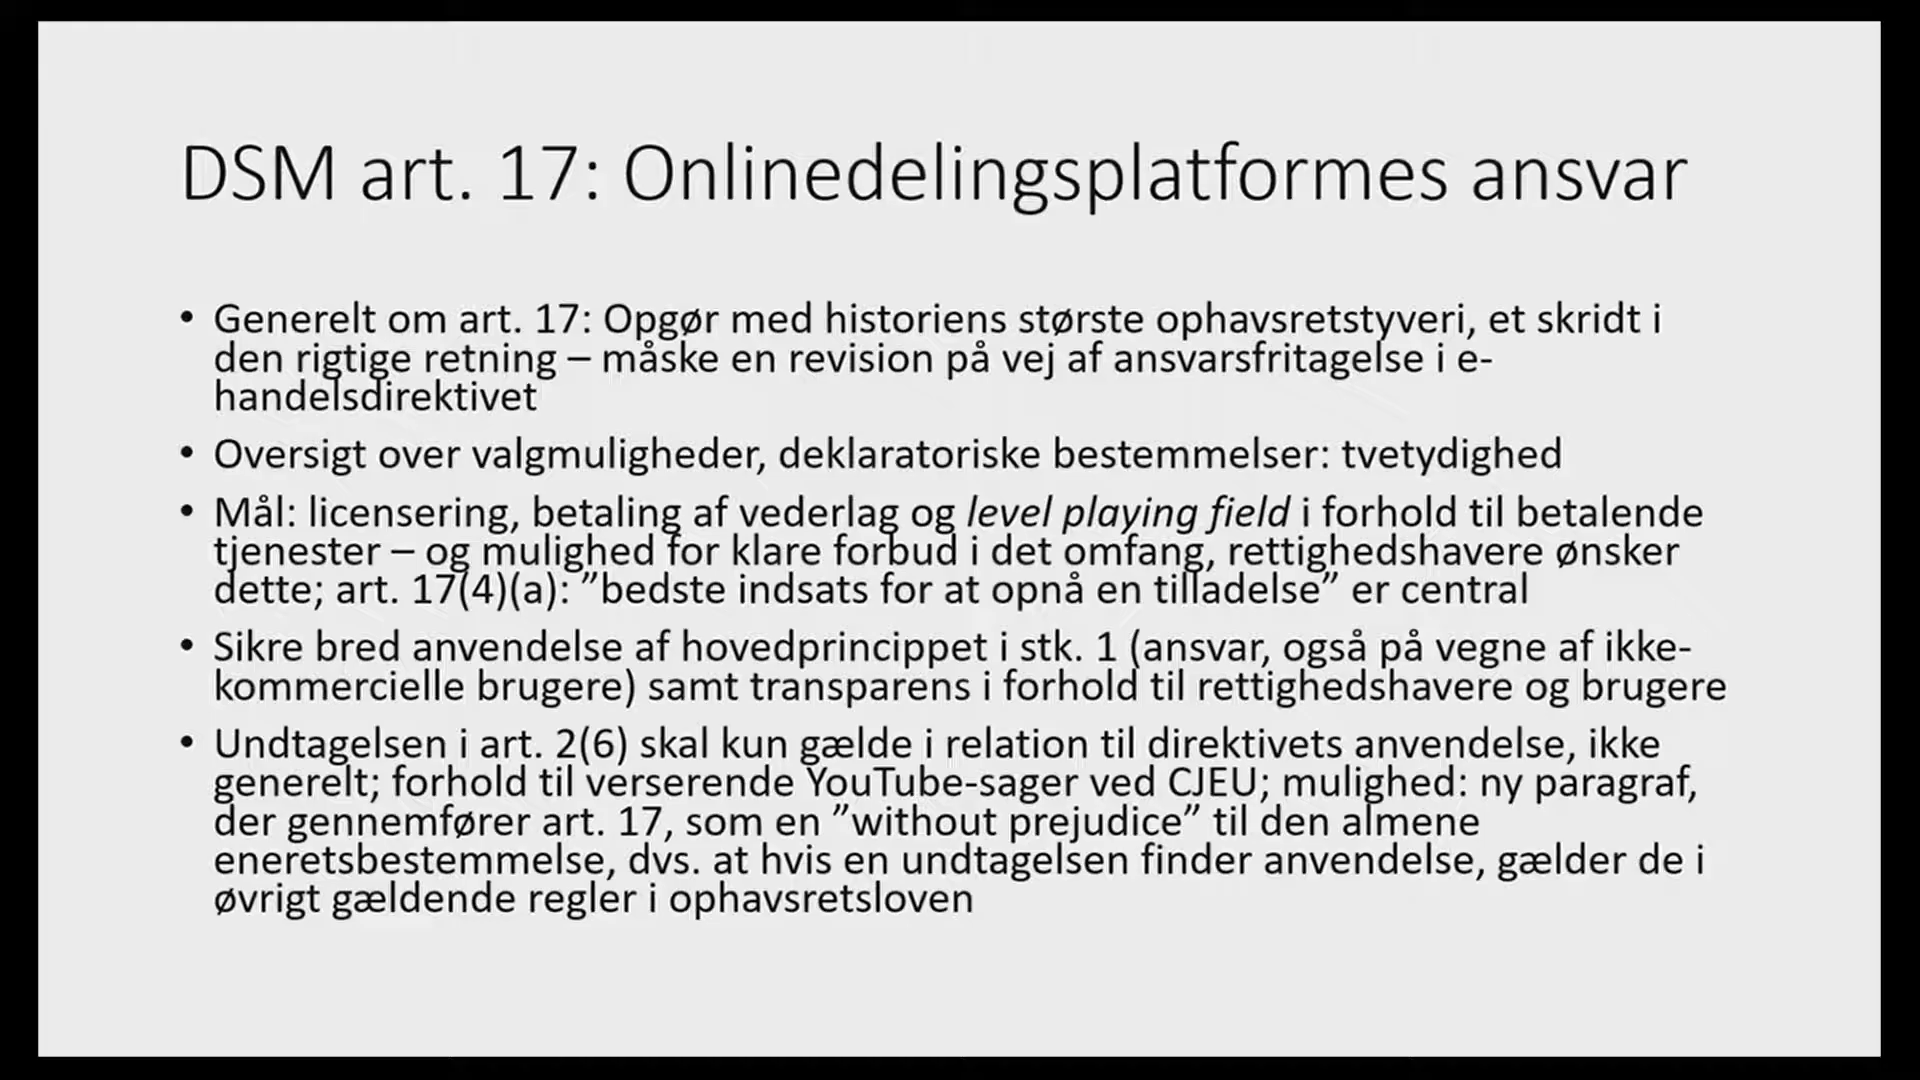 DSM art. 17: Onlinedelingsplatformes ansvar
• Generelt om art. 17: Opgør med historiens største ophavsretstyveri, et skridt i
den rigtige retning – måske en revision på vej af ansvarsfritagelse i e-
handelsdirektivet
• Oversigt over valgmuligheder, deklaratoriske bestemmelser: tvetydighed
• Mål: licensering, betaling af vederlag og level playing field i forhold til betalende
tjenester – og mulighed for klare forbud i det omfang, rettighedshavere ønsker
dette; art. 17(4)(a): ”bedste indsats for at opnå en tilladelse” er central
• Sikre bred anvendelse af hovedprincippet i stk. 1 (ansvar, også på vegne af ikke-
kommercielle brugere) samt transparens i forhold til rettighedshavere og brugere
• Undtagelsen i art. 2(6) skal kun gælde i relation til direktivets anvendelse, ikke
generelt; forhold til verserende YouTube-sager ved CJEU; mulighed: ny paragraf,
der gennemfører art. 17, som en ”without prejudice” til den almene
eneretsbestemmelse, dvs. at hvis en undtagelsen finder anvendelse, gælder de i
øvrigt gældende regler i ophavsretsloven